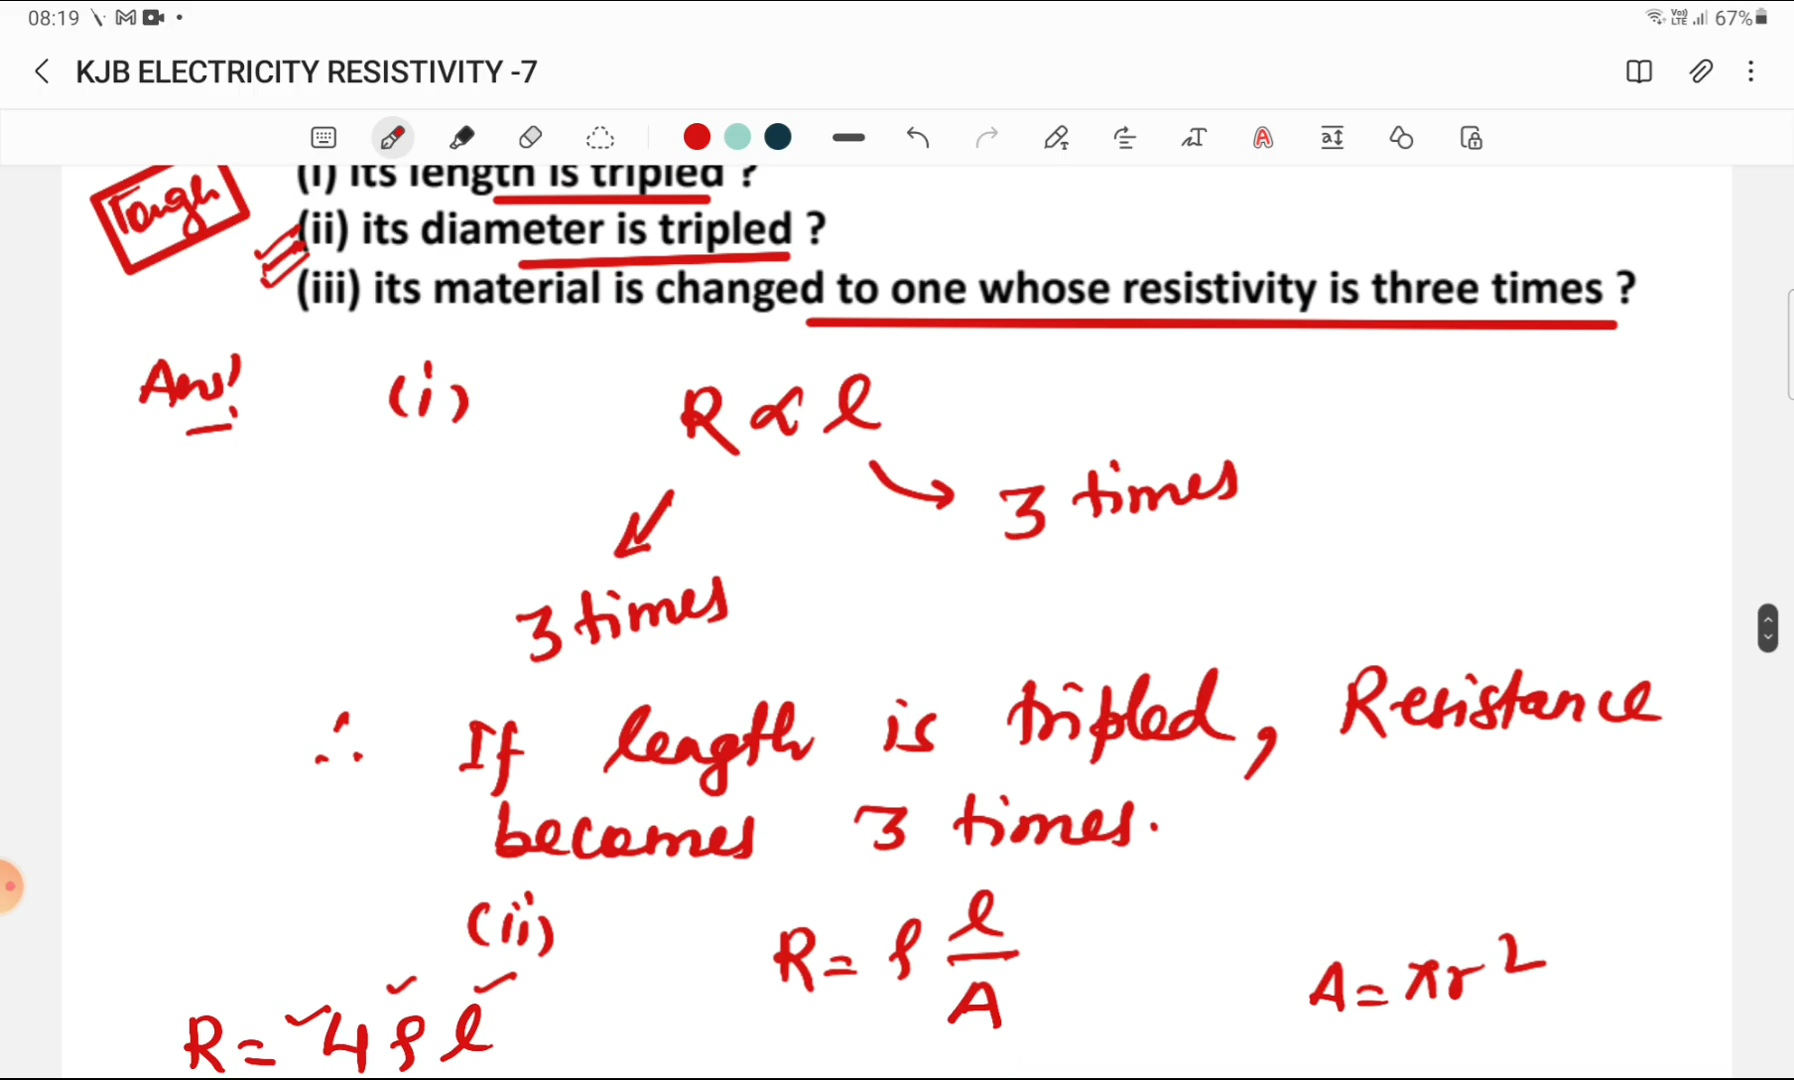 08:19 67%
KJB ELECTRICITY RESISTIVITY -7
(i) its length is tripled ?
Tough
(ii) its diameter is tripled ?
(iii) its material is changed to one whose resistivity is three times ?
Ans!
(i) R ∝ l
3 times
3 times
∴ If length is tripled, Resistance
becomes 3 times.
(ii) R = ρ l/A A = πr²
R = 4ρl